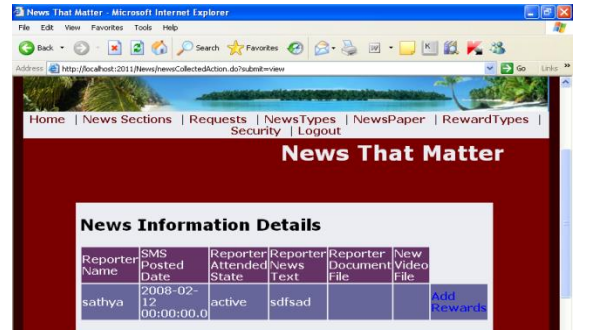 News That Matter - Microsoft Internet Explorer
File Edit View Favorites Tools Help
Back Search Favorites
Address http://localhost:2011/News/newsCollectedAction.do?submit=view Go Links »
Home | News Sections | Requests | NewsTypes | NewsPaper | RewardTypes |
Security | Logout
News That Matter
News Information Details
Reporter Name SMS Posted Date Reporter Attended State Reporter News Text Reporter Document File New Video File
sathya 2008-02-12 00:00:00.0 active sdfsad Add Rewards